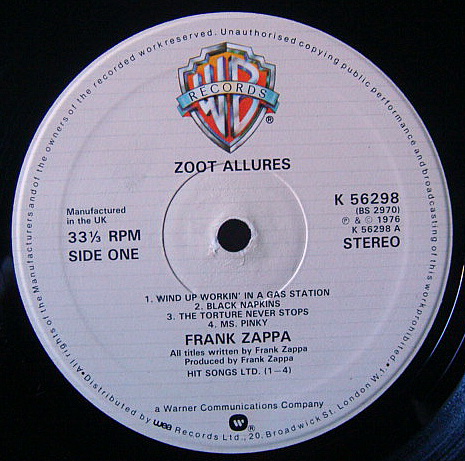 All rights of the Manufacturers and of the owners of the recorded work reserved. Unauthorised copying public performance and broadcasting of this work prohibited.
WB
RECORDS
®
ZOOT ALLURES
Manufactured
in the UK
33⅓ RPM
SIDE ONE
K 56298
(BS 2970)
℗ & © 1976
K 56298 A
STEREO
1. WIND UP WORKIN' IN A GAS STATION
2. BLACK NAPKINS
3. THE TORTURE NEVER STOPS
4. MS. PINKY
FRANK ZAPPA
All titles written by Frank Zappa
Produced by Frank Zappa
HIT SONGS LTD. (1–4)
a Warner Communications Company
W ®
• Distributed by wea Records Ltd., 20, Broadwick St. London W.1. •